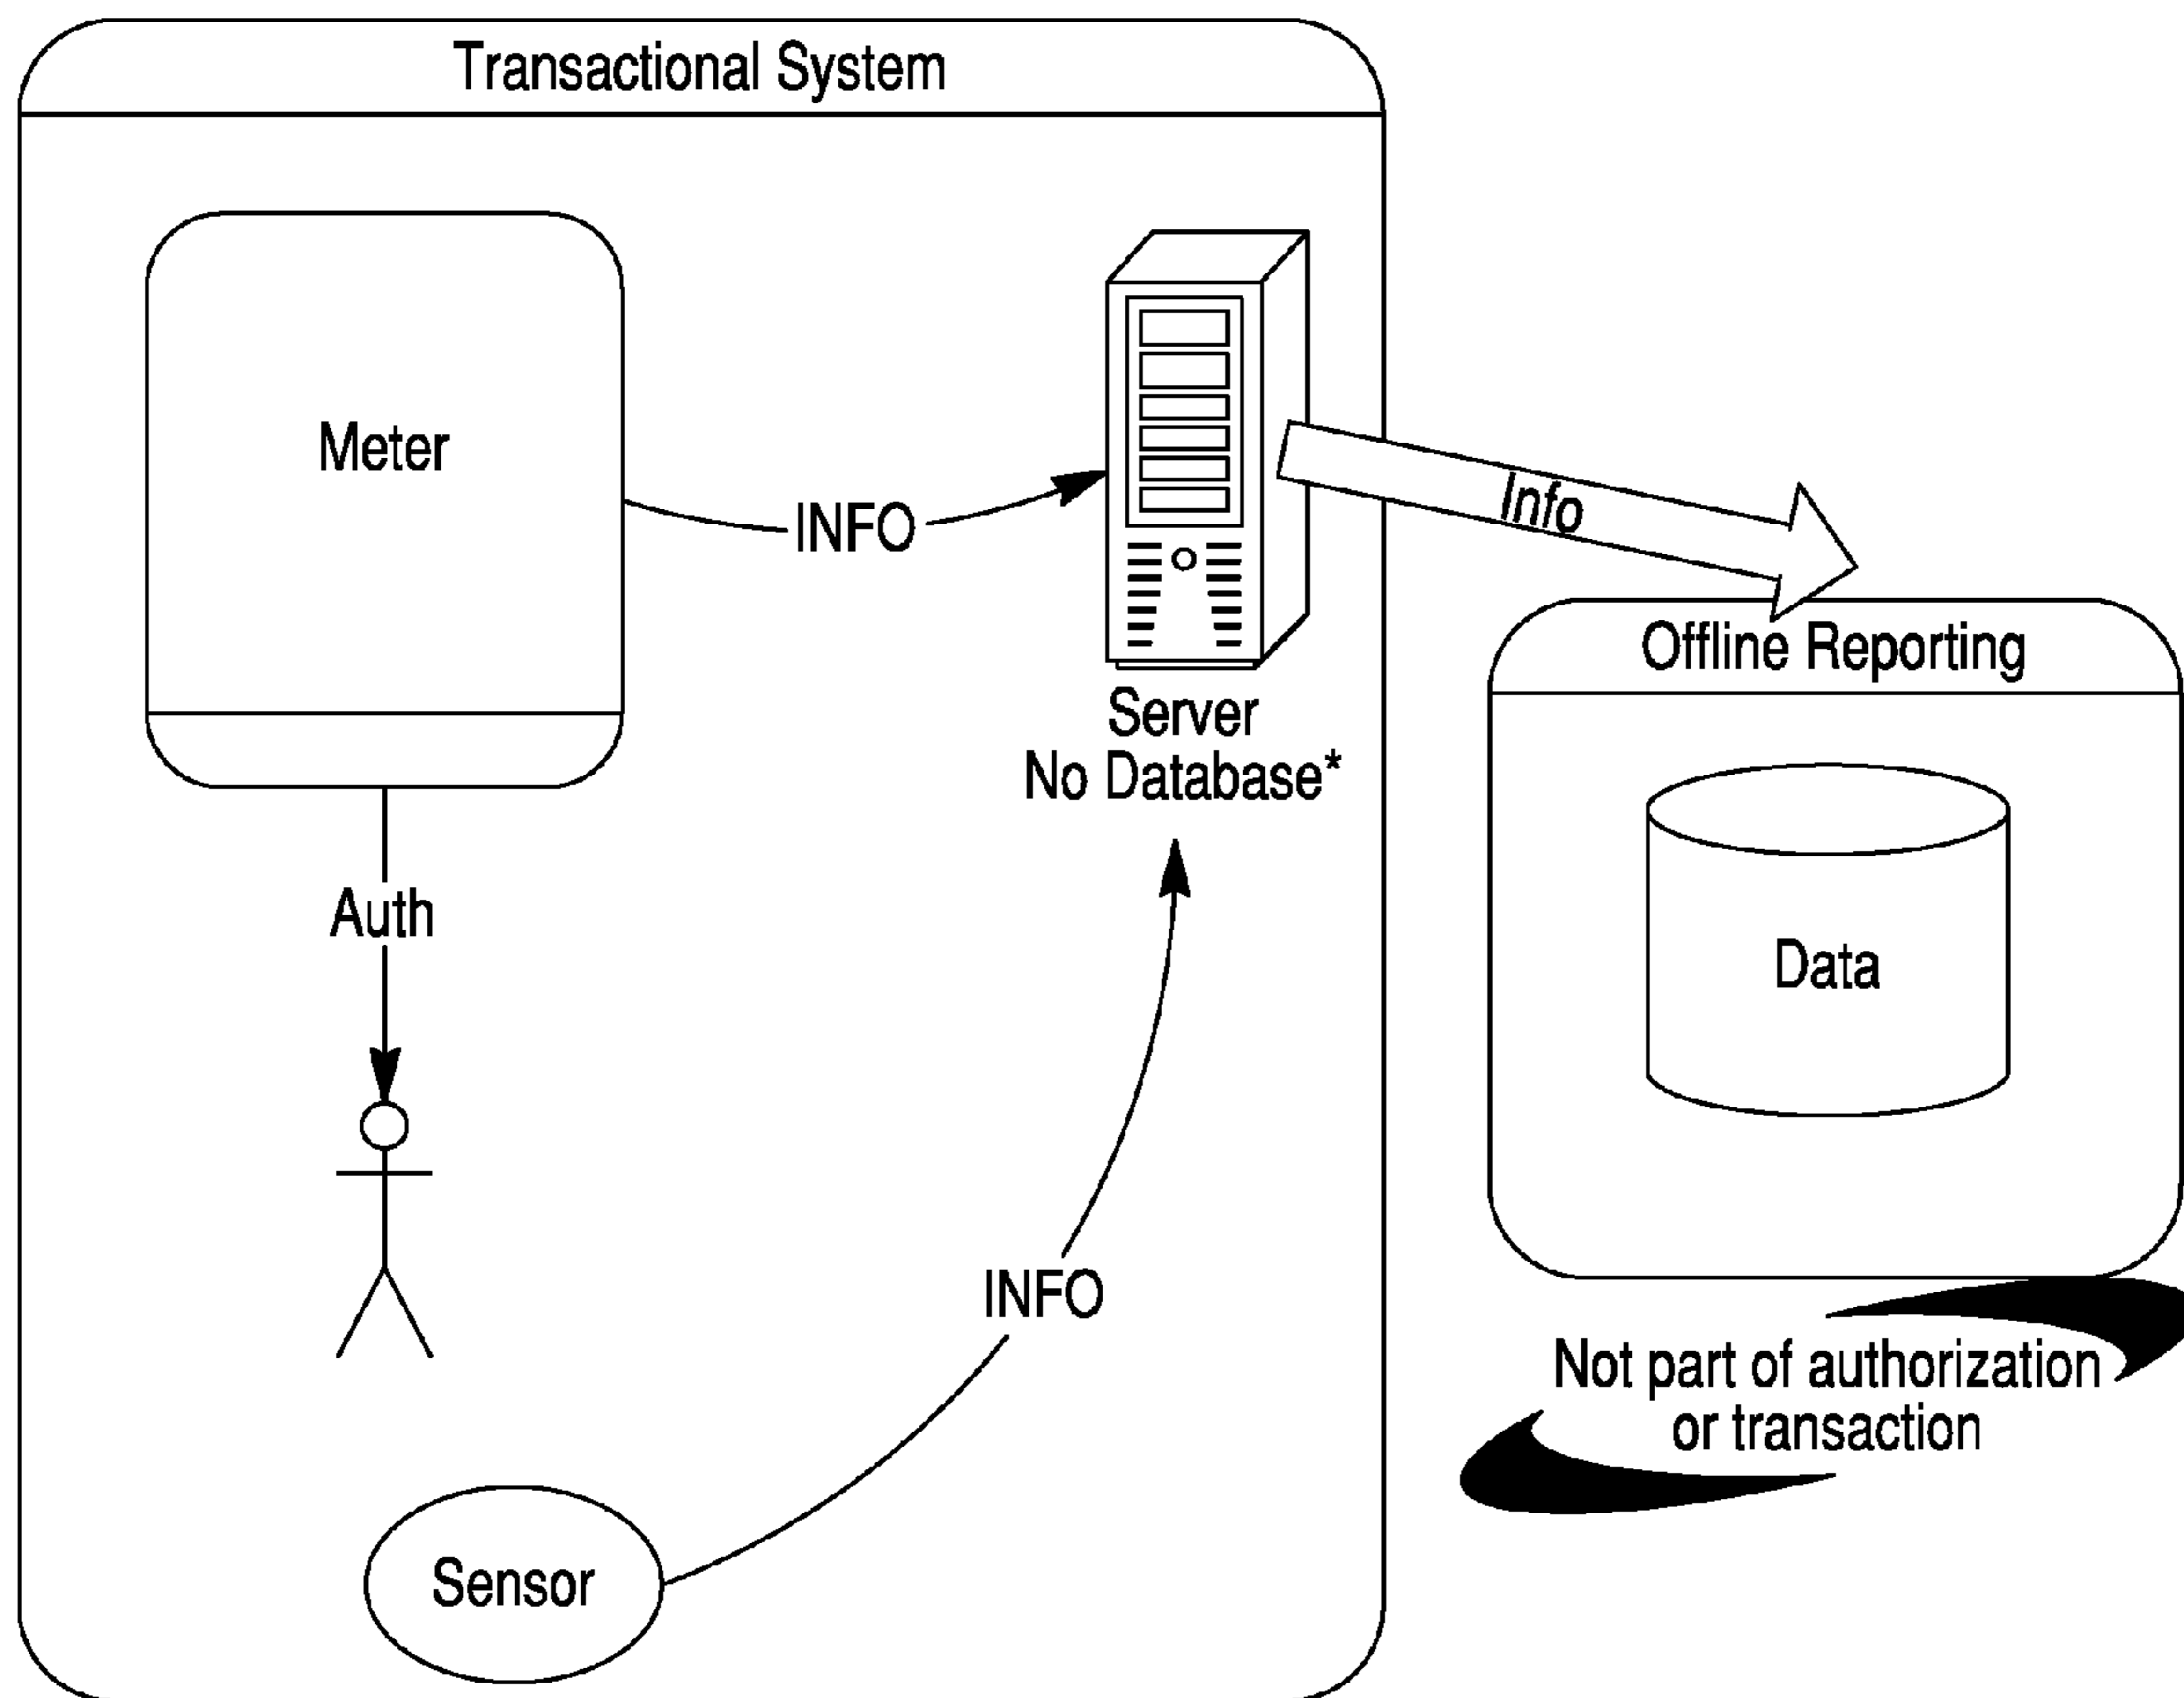 Transactional System
Meter
INFO
Info
Server
No Database*
Offline Reporting
Auth
Data
INFO
Not part of authorization
or transaction
Sensor